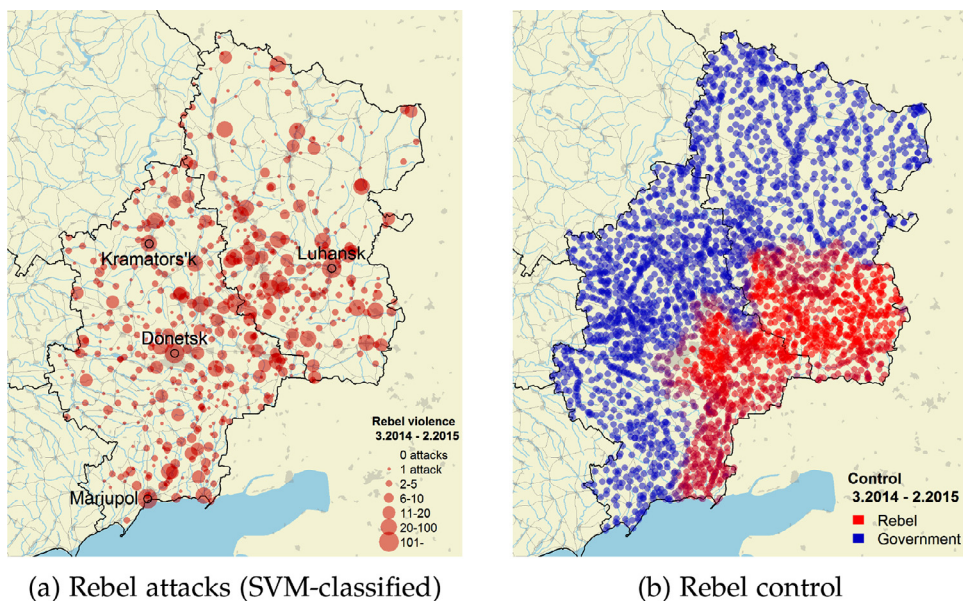 Kramators'k
Luhansk
Donetsk
Mariupol
Rebel violence
3.2014 - 2.2015
0 attacks
1 attack
2-5
6-10
11-20
20-100
101-
Control
3.2014 - 2.2015
Rebel
Government
(a) Rebel attacks (SVM-classified)
(b) Rebel control